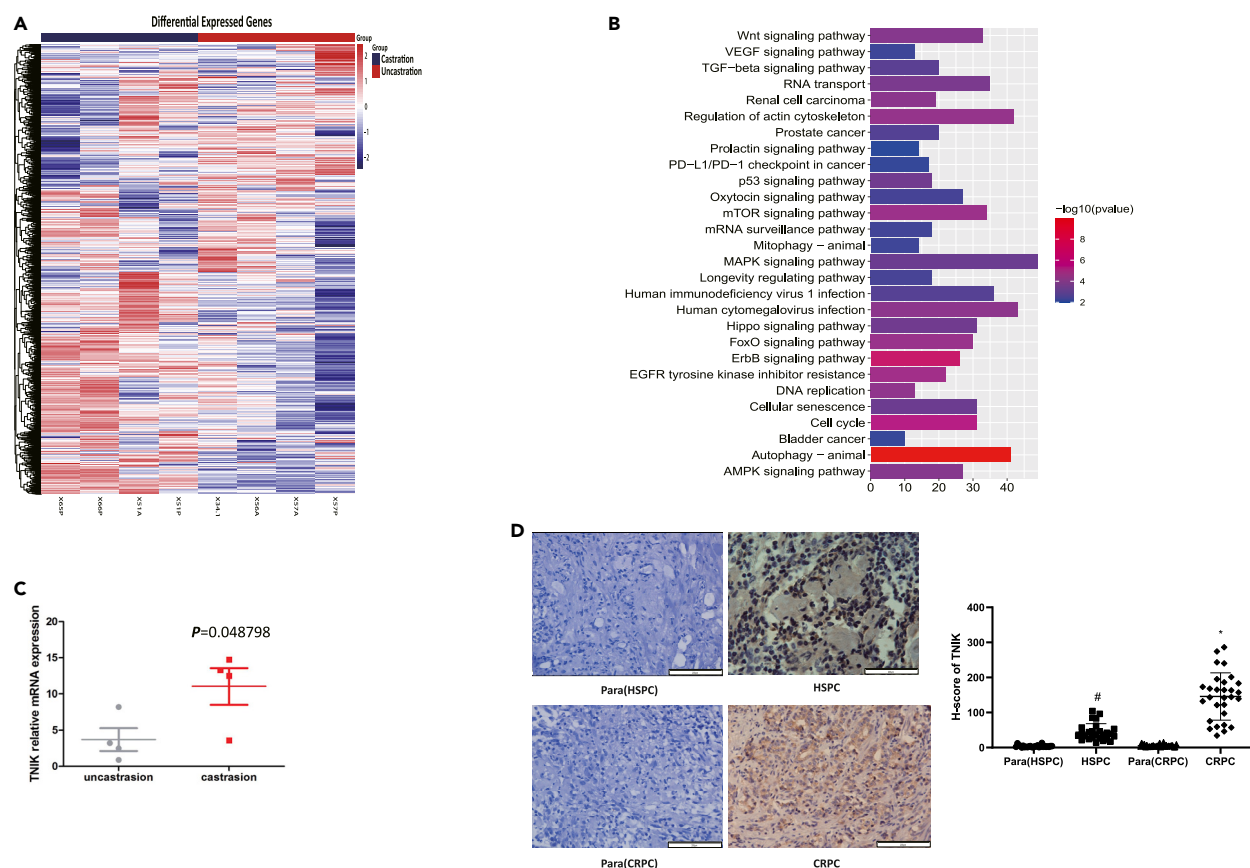 A
Differential Expressed Genes
Group
2
1
0
-1
-2
Group
Castration
Uncastration
X65P
X66P
X51A
X51P
X34.1
X56A
X57A
X57P
B
Wnt signaling pathway
VEGF signaling pathway
TGF−beta signaling pathway
RNA transport
Renal cell carcinoma
Regulation of actin cytoskeleton
Prostate cancer
Prolactin signaling pathway
PD−L1/PD−1 checkpoint in cancer
p53 signaling pathway
Oxytocin signaling pathway
mTOR signaling pathway
mRNA surveillance pathway
Mitophagy − animal
MAPK signaling pathway
Longevity regulating pathway
Human immunodeficiency virus 1 infection
Human cytomegalovirus infection
Hippo signaling pathway
FoxO signaling pathway
ErbB signaling pathway
EGFR tyrosine kinase inhibitor resistance
DNA replication
Cellular senescence
Cell cycle
Bladder cancer
Autophagy − animal
AMPK signaling pathway
0 10 20 30 40
−log10(pvalue)
8
6
4
2
C
TNIK relative mRNA expression
20
15
10
5
0
P=0.048798
uncastrasion castrasion
D
Para(HSPC) HSPC
Para(CRPC) CRPC
H-score of TNIK
400
300
200
100
0
#
*
Para(HSPC) HSPC Para(CRPC) CRPC